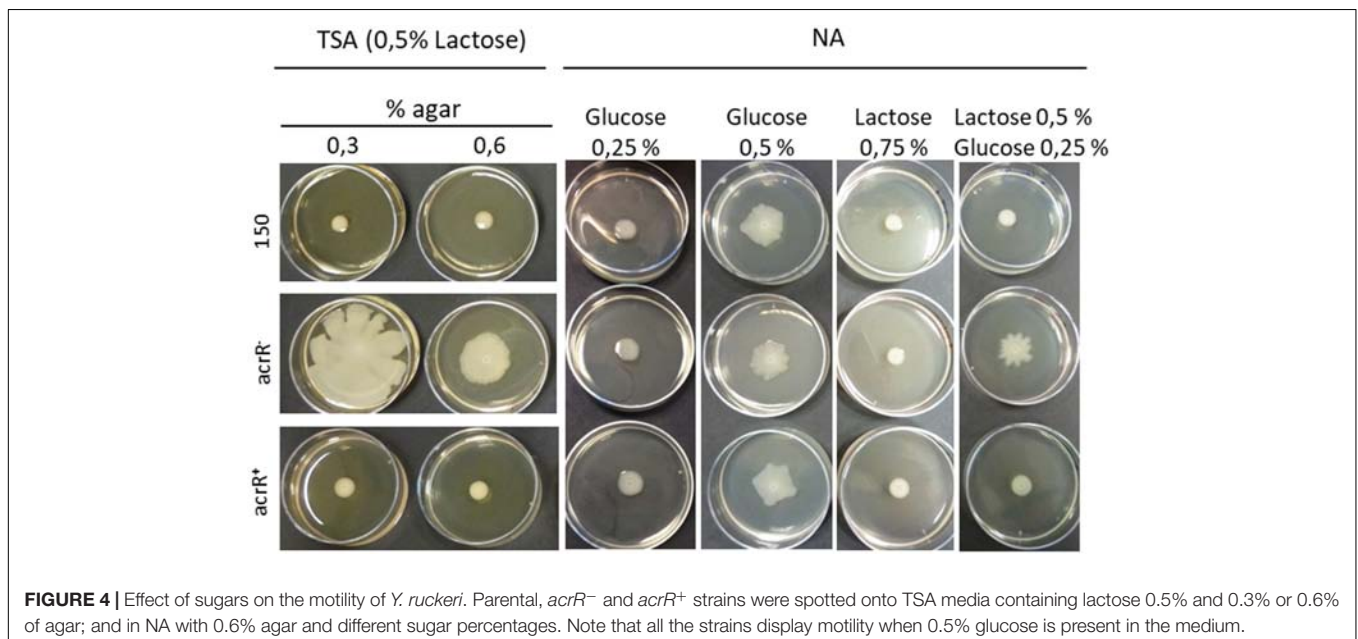 TSA (0,5% Lactose)
NA
% agar
0,3 0,6
Glucose 0,25 %
Glucose 0,5 %
Lactose 0,75 %
Lactose 0,5 %
Glucose 0,25 %
150
acrR⁻
acrR⁺
FIGURE 4 | Effect of sugars on the motility of Y. ruckeri. Parental, acrR− and acrR+ strains were spotted onto TSA media containing lactose 0.5% and 0.3% or 0.6%
of agar; and in NA with 0.6% agar and different sugar percentages. Note that all the strains display motility when 0.5% glucose is present in the medium.